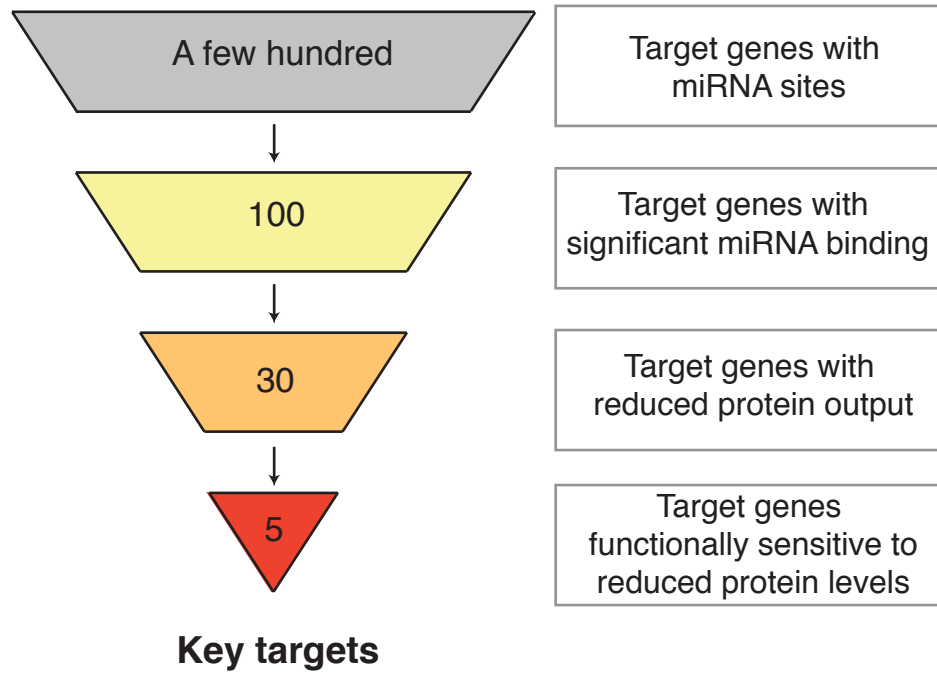 A few hundred
Target genes with
miRNA sites
100
Target genes with
significant miRNA binding
30
Target genes with
reduced protein output
5
Target genes
functionally sensitive to
reduced protein levels
Key targets